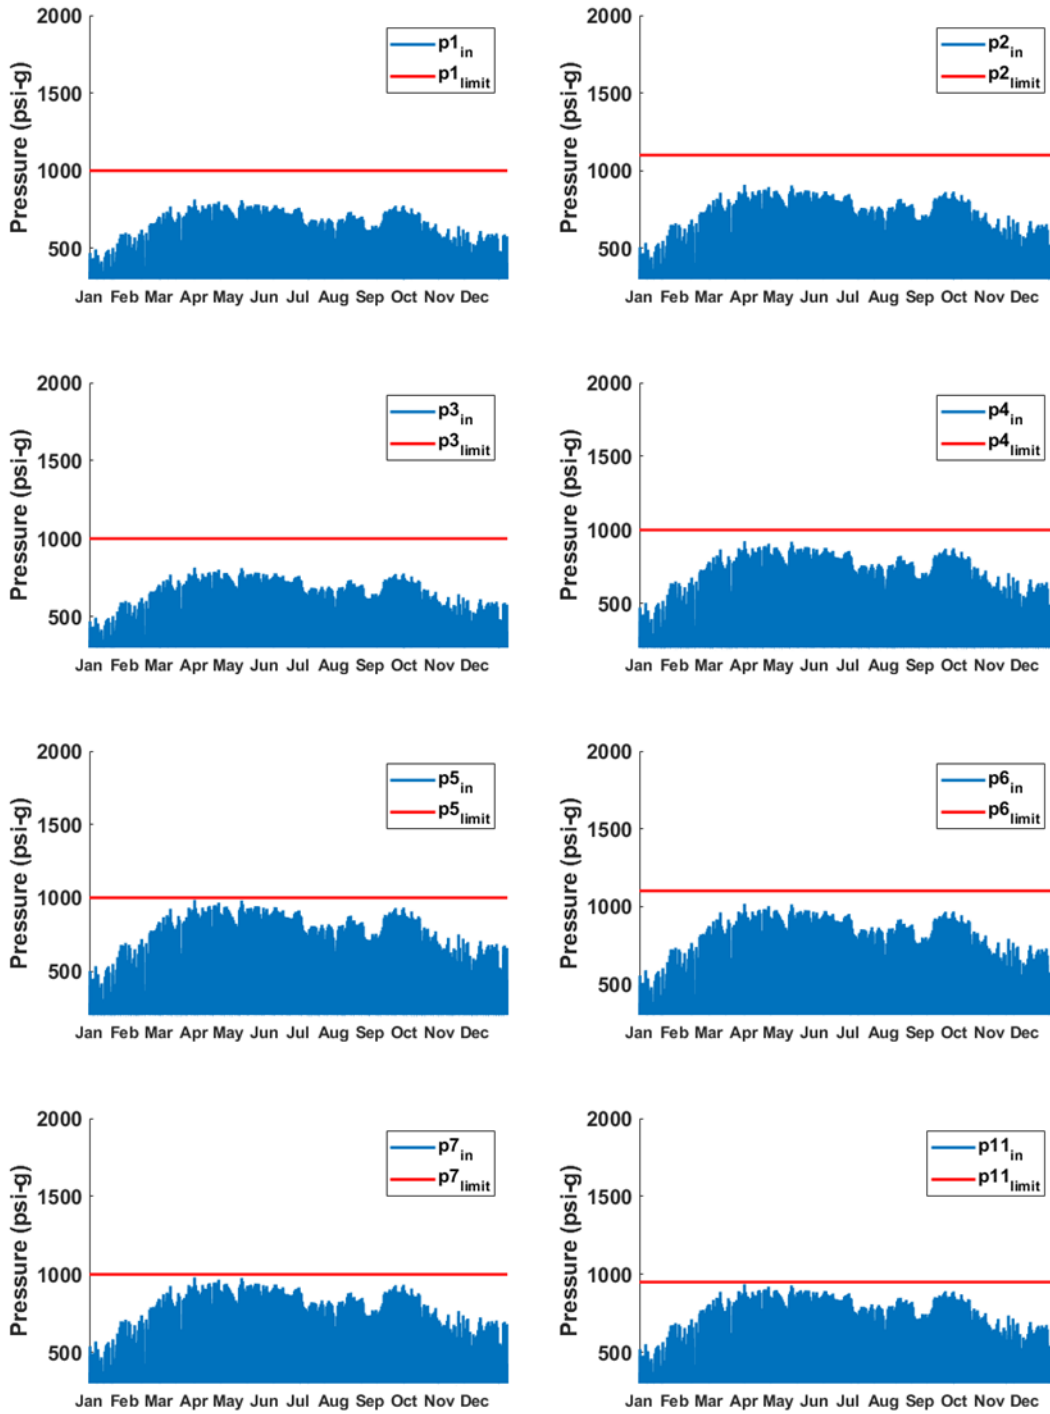 2000
1500
1000
500
Pressure (psi-g)
p1in
p1limit
Jan Feb Mar Apr May Jun Jul Aug Sep Oct Nov Dec
2000
1500
1000
500
Pressure (psi-g)
p2in
p2limit
Jan Feb Mar Apr May Jun Jul Aug Sep Oct Nov Dec
2000
1500
1000
500
Pressure (psi-g)
p3in
p3limit
Jan Feb Mar Apr May Jun Jul Aug Sep Oct Nov Dec
2000
1500
1000
500
Pressure (psi-g)
p4in
p4limit
Jan Feb Mar Apr May Jun Jul Aug Sep Oct Nov Dec
2000
1500
1000
500
Pressure (psi-g)
p5in
p5limit
Jan Feb Mar Apr May Jun Jul Aug Sep Oct Nov Dec
2000
1500
1000
500
Pressure (psi-g)
p6in
p6limit
Jan Feb Mar Apr May Jun Jul Aug Sep Oct Nov Dec
2000
1500
1000
500
Pressure (psi-g)
p7in
p7limit
Jan Feb Mar Apr May Jun Jul Aug Sep Oct Nov Dec
2000
1500
1000
500
Pressure (psi-g)
p11in
p11limit
Jan Feb Mar Apr May Jun Jul Aug Sep Oct Nov Dec